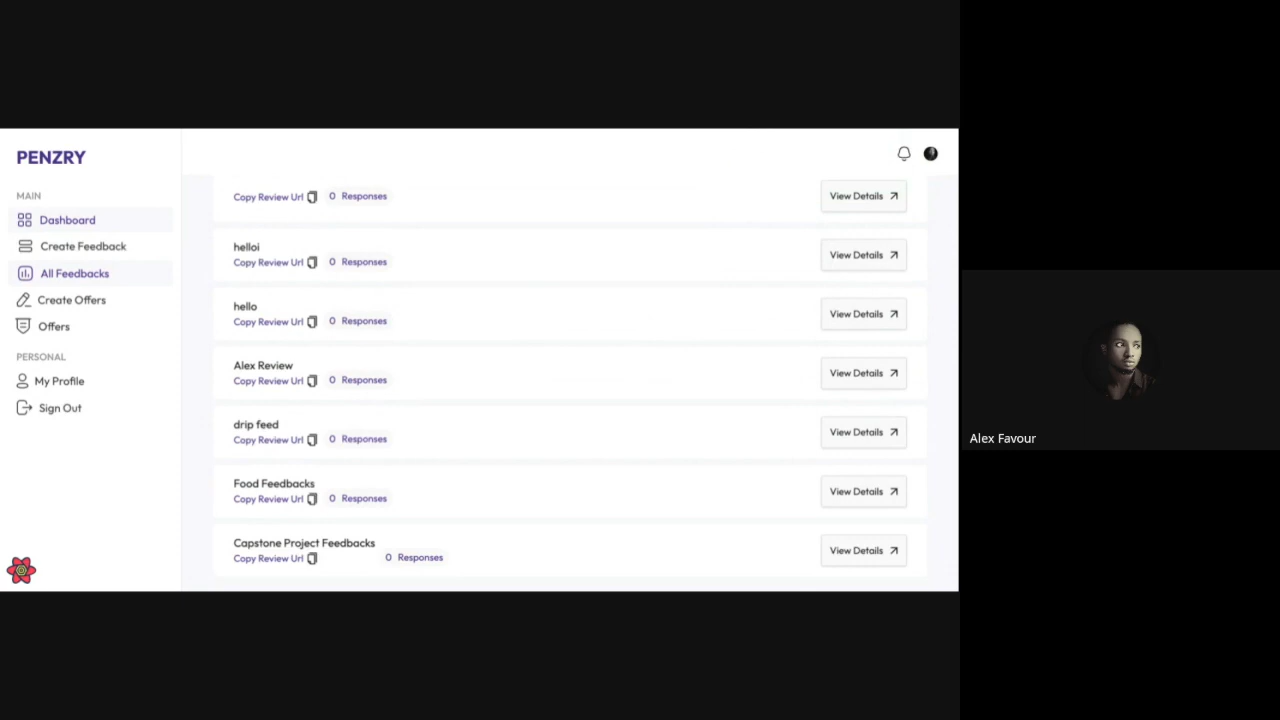 PENZRY
MAIN
Dashboard
Create Feedback
All Feedbacks
Create Offers
Offers
PERSONAL
My Profile
Sign Out
Copy Review Url 0 Responses
View Details
helloi
Copy Review Url 0 Responses
View Details
hello
Copy Review Url 0 Responses
View Details
Alex Review
Copy Review Url 0 Responses
View Details
drip feed
Copy Review Url 0 Responses
View Details
Food Feedbacks
Copy Review Url 0 Responses
View Details
Capstone Project Feedbacks
Copy Review Url 0 Responses
View Details
Alex Favour